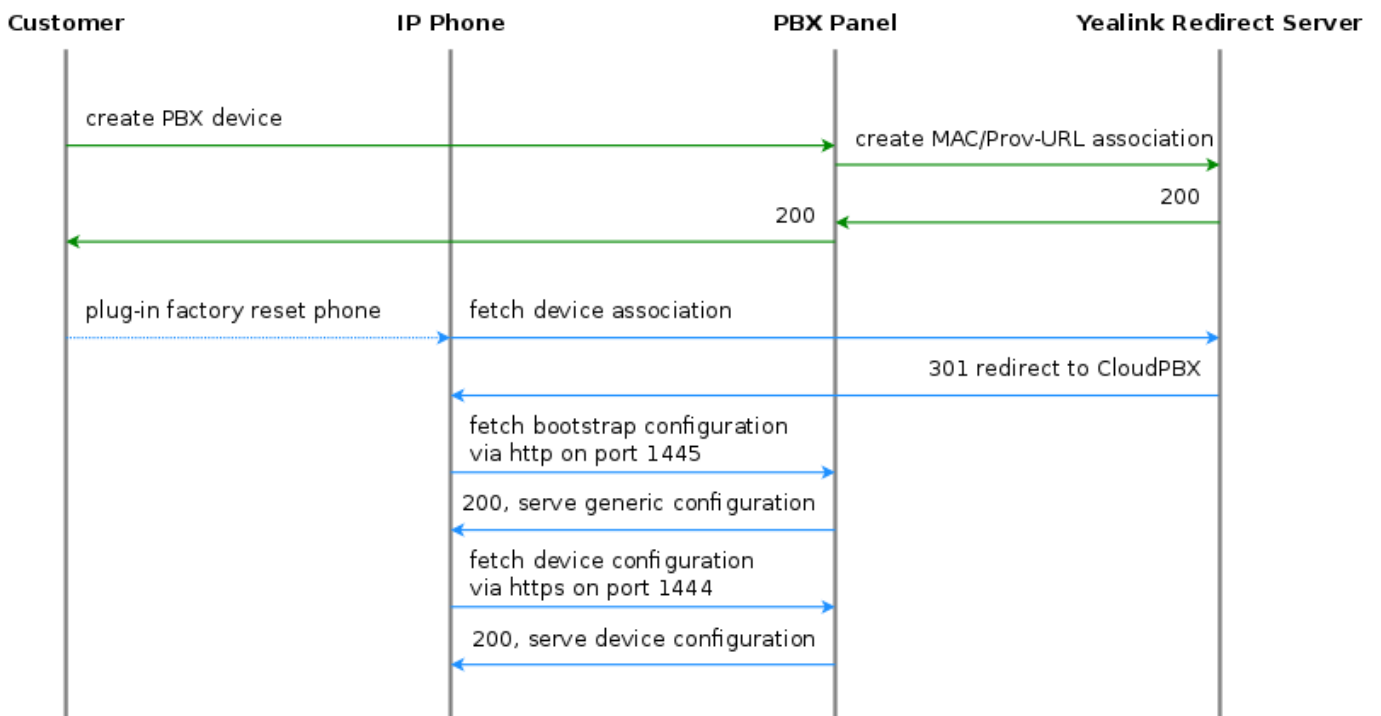 Customer IP Phone PBX Panel Yealink Redirect Server
create PBX device
create MAC/Prov-URL association
200
200
plug-in factory reset phone fetch device association
301 redirect to CloudPBX
fetch bootstrap configuration
via http on port 1445
200, serve generic configuration
fetch device configuration
via https on port 1444
200, serve device configuration